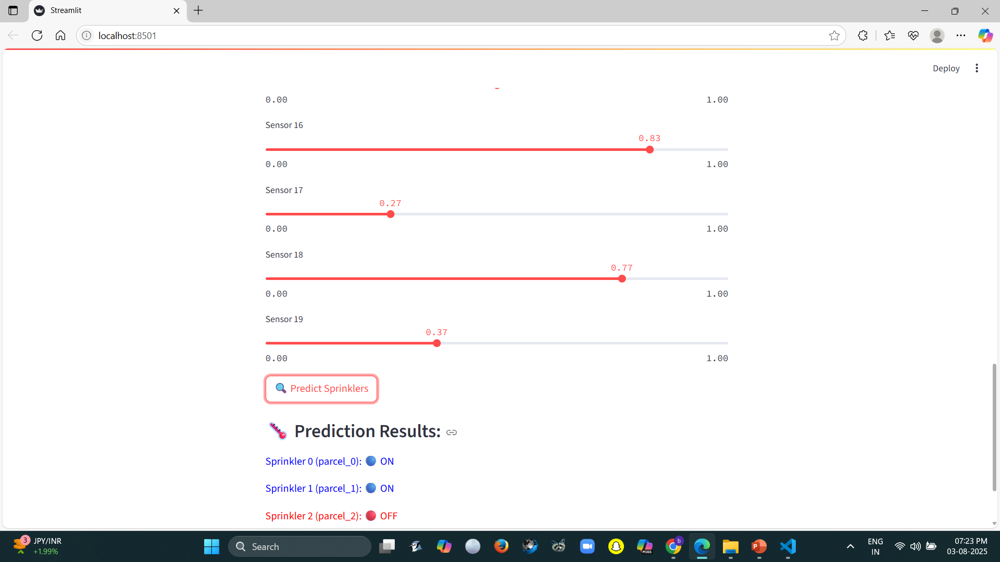 Streamlit
localhost:8501
Deploy
0.00 1.00
Sensor 16
0.83
0.00 1.00
Sensor 17
0.27
0.00 1.00
Sensor 18
0.77
0.00 1.00
Sensor 19
0.37
0.00 1.00
Predict Sprinklers
Prediction Results:
Sprinkler 0 (parcel_0): ON
Sprinkler 1 (parcel_1): ON
Sprinkler 2 (parcel_2): OFF
3
JPY/INR
+1.99%
Search
M365
b
P
ENG
IN
07:23 PM
03-08-2025